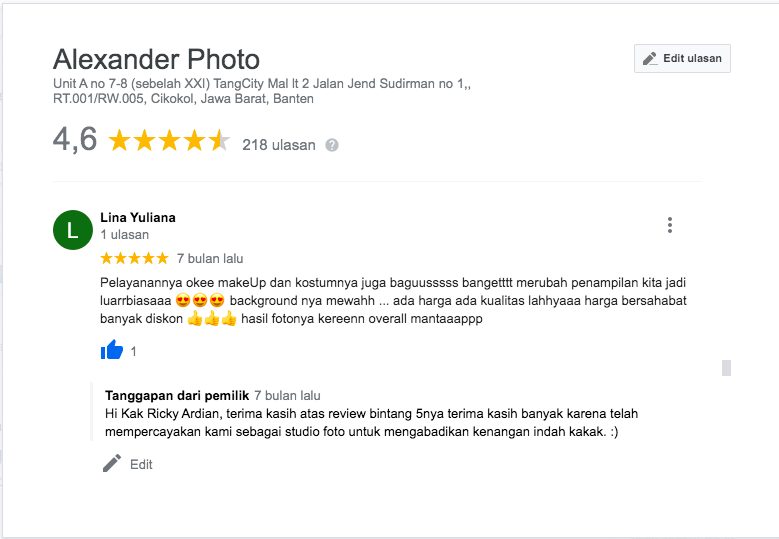 Alexander Photo
Edit ulasan
Unit A no 7-8 (sebelah XXI) TangCity Mal lt 2 Jalan Jend Sudirman no 1,,
RT.001/RW.005, Cikokol, Jawa Barat, Banten
4,6 218 ulasan ?
L
Lina Yuliana
1 ulasan
7 bulan lalu
Pelayanannya okee makeUp dan kostumnya juga baguusssss bangetttt merubah penampilan kita jadi
luarrbiasaaa 😍😍😍 background nya mewahh ... ada harga ada kualitas lahhyaaa harga bersahabat
banyak diskon 👍👍👍 hasil fotonya kereenn overall mantaaappp
1
Tanggapan dari pemilik 7 bulan lalu
Hi Kak Ricky Ardian, terima kasih atas review bintang 5nya terima kasih banyak karena telah
mempercayakan kami sebagai studio foto untuk mengabadikan kenangan indah kakak. :)
Edit